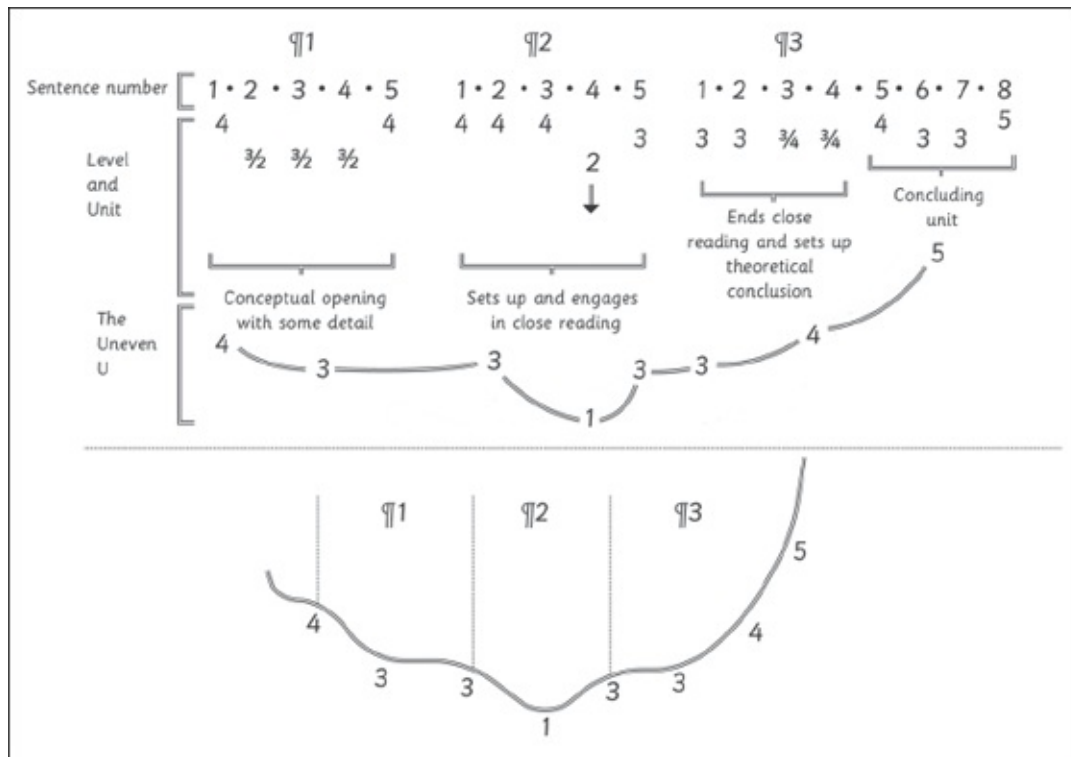 ¶1 ¶2 ¶3
Sentence number 1 • 2 • 3 • 4 • 5 1 • 2 • 3 • 4 • 5 1 • 2 • 3 • 4 • 5 • 6 • 7 • 8
4 4 4 4 4 4 5
3 3 3 3 3
3/2 3/2 3/2 2 ¾ ¾
Level
and
Unit
Concluding
unit
Ends close
reading and sets up
theoretical
conclusion
Conceptual opening
with some detail
Sets up and engages
in close reading
The
Uneven
U
4 3 3 1 3 3 4 5
¶1 ¶2 ¶3
4 3 3 1 3 3 4 5